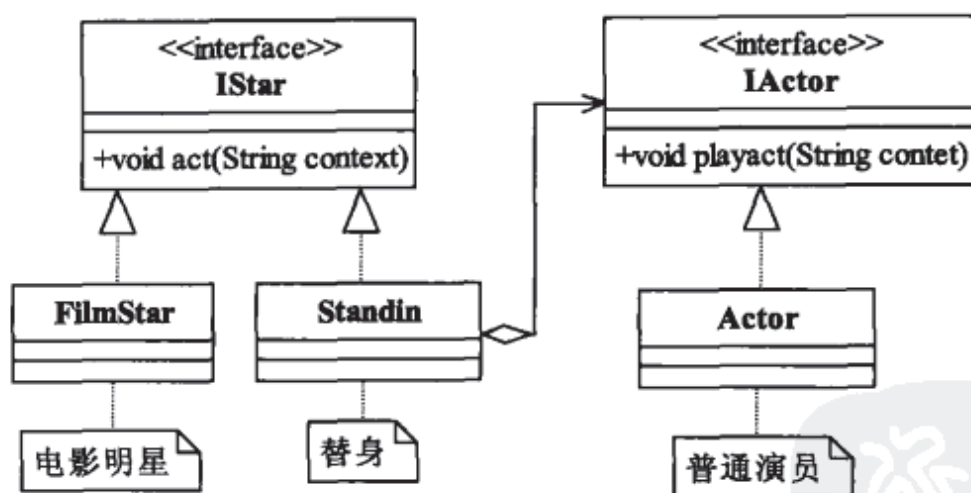 <<interface>>
IStar
+void act(String context)
<<interface>>
IActor
+void playact(String contet)
FilmStar
Standin
Actor
电影明星
替身
普通演员